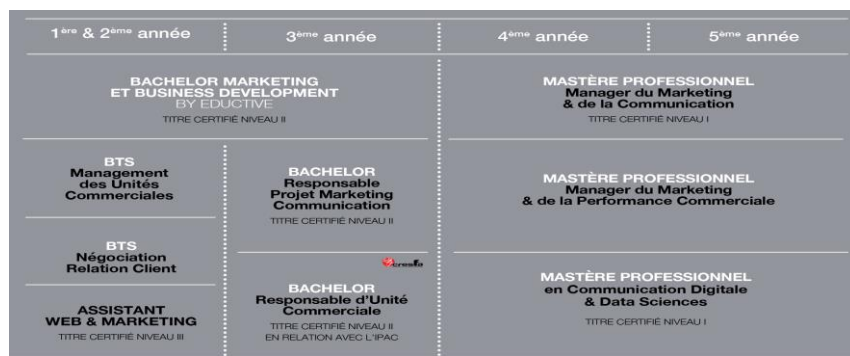 1ère & 2ème année
3ème année
4ème année
5ème année
BACHELOR MARKETING
ET BUSINESS DEVELOPMENT
BY EDUCTIVE
TITRE CERTIFIÉ NIVEAU II
MASTÈRE PROFESSIONNEL
Manager du Marketing
& de la Communication
TITRE CERTIFIÉ NIVEAU I
BTS
Management
des Unités
Commerciales
BACHELOR
Responsable
Projet Marketing
Communication
TITRE CERTIFIÉ NIVEAU II
MASTÈRE PROFESSIONNEL
Manager du Marketing
& de la Performance Commerciale
BTS
Négociation
Relation Client
BACHELOR
Responsable d'Unité
Commerciale
TITRE CERTIFIÉ NIVEAU II
EN RELATION AVEC L'IPAC
MASTÈRE PROFESSIONNEL
en Communication Digitale
& Data Sciences
TITRE CERTIFIÉ NIVEAU I
ASSISTANT
WEB & MARKETING
TITRE CERTIFIÉ NIVEAU III